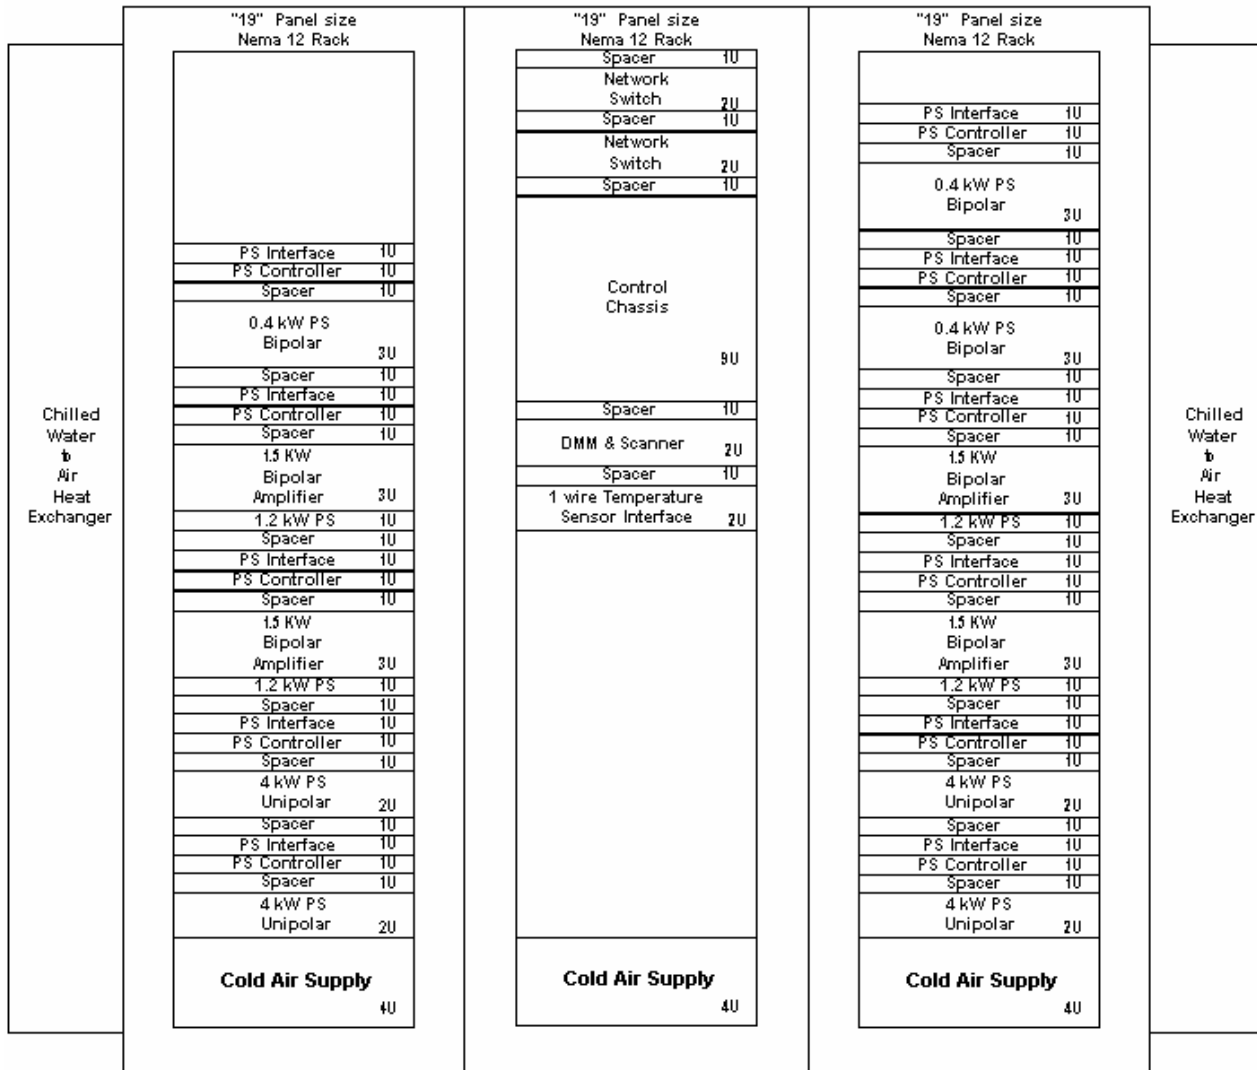 "19" Panel size
Nema 12 Rack
PS Interface 1U
PS Controller 1U
Spacer 1U
0.4 kW PS
Bipolar
3U
Spacer 1U
PS Interface 1U
PS Controller 1U
Spacer 1U
1.5 KW
Bipolar
Amplifier 3U
1.2 kW PS 1U
Spacer 1U
PS Interface 1U
PS Controller 1U
Spacer 1U
1.5 KW
Bipolar
Amplifier 3U
1.2 kW PS 1U
Spacer 1U
PS Interface 1U
PS Controller 1U
Spacer 1U
4 kW PS
Unipolar 2U
Spacer 1U
PS Interface 1U
PS Controller 1U
Spacer 1U
4 kW PS
Unipolar 2U
Cold Air Supply
4U
Chilled
Water
to
Air
Heat
Exchanger
"19" Panel size
Nema 12 Rack
Spacer 1U
Network
Switch 2U
Spacer 1U
Network
Switch 2U
Spacer 1U
Control
Chassis
9U
Spacer 1U
DMM & Scanner 2U
Spacer 1U
1 wire Temperature
Sensor Interface 2U
Cold Air Supply
4U
"19" Panel size
Nema 12 Rack
PS Interface 1U
PS Controller 1U
Spacer 1U
0.4 kW PS
Bipolar
3U
Spacer 1U
PS Interface 1U
PS Controller 1U
Spacer 1U
0.4 kW PS
Bipolar
3U
Spacer 1U
PS Interface 1U
PS Controller 1U
Spacer 1U
1.5 KW
Bipolar
Amplifier 3U
1.2 kW PS 1U
Spacer 1U
PS Interface 1U
PS Controller 1U
Spacer 1U
1.5 KW
Bipolar
Amplifier 3U
1.2 kW PS 1U
Spacer 1U
PS Interface 1U
PS Controller 1U
Spacer 1U
4 kW PS
Unipolar 2U
Spacer 1U
PS Interface 1U
PS Controller 1U
Spacer 1U
4 kW PS
Unipolar 2U
Cold Air Supply
4U
Chilled
Water
to
Air
Heat
Exchanger